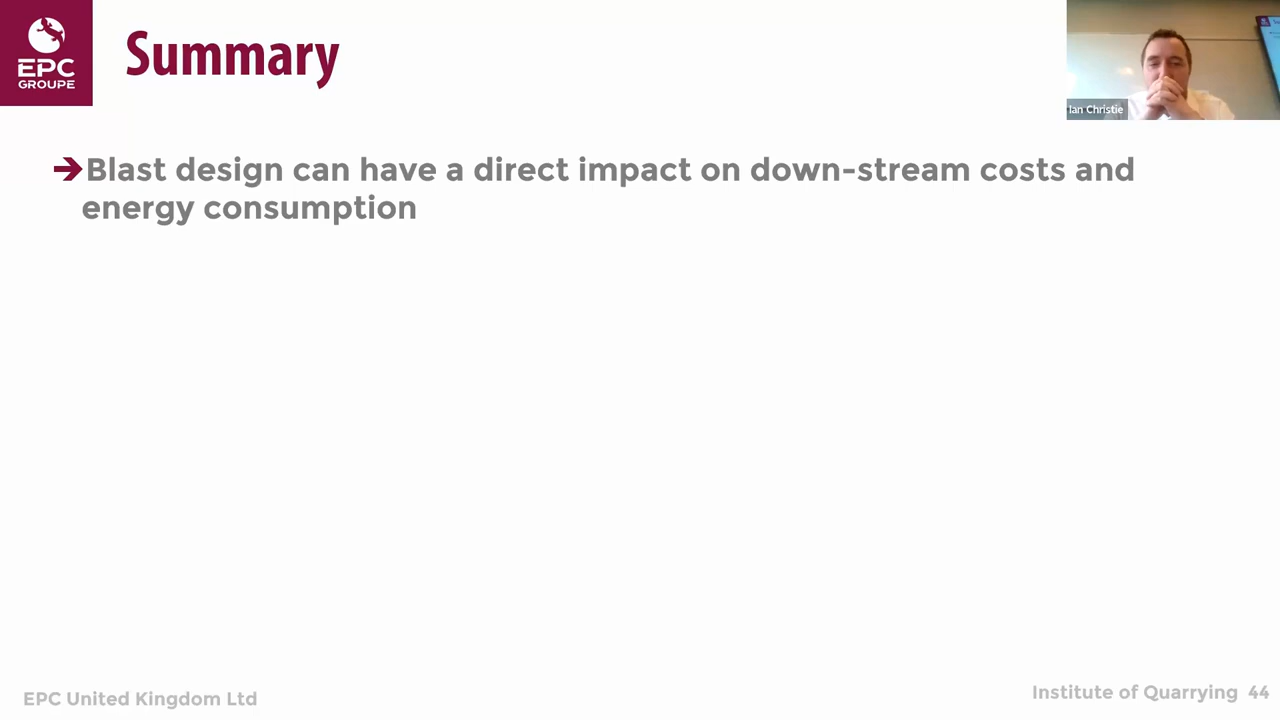 EPC
GROUPE
Summary
Ian Christie
➔Blast design can have a direct impact on down-stream costs and
energy consumption
EPC United Kingdom Ltd
Institute of Quarrying 44